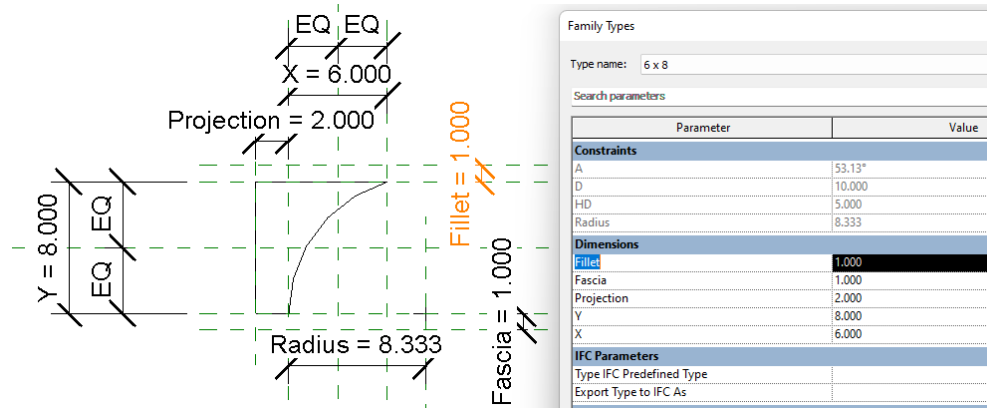 EQ EQ
X = 6.000
Projection = 2.000
Fillet = 1.000
Y = 8.000
EQ
EQ
Fascia = 1.000
Radius = 8.333
Family Types
Type name: 6 x 8
Search parameters
Parameter Value
Constraints
A 53.13°
D 10.000
HD 5.000
Radius 8.333
Dimensions
Fillet 1.000
Fascia 1.000
Projection 2.000
Y 8.000
X 6.000
IFC Parameters
Type IFC Predefined Type
Export Type to IFC As